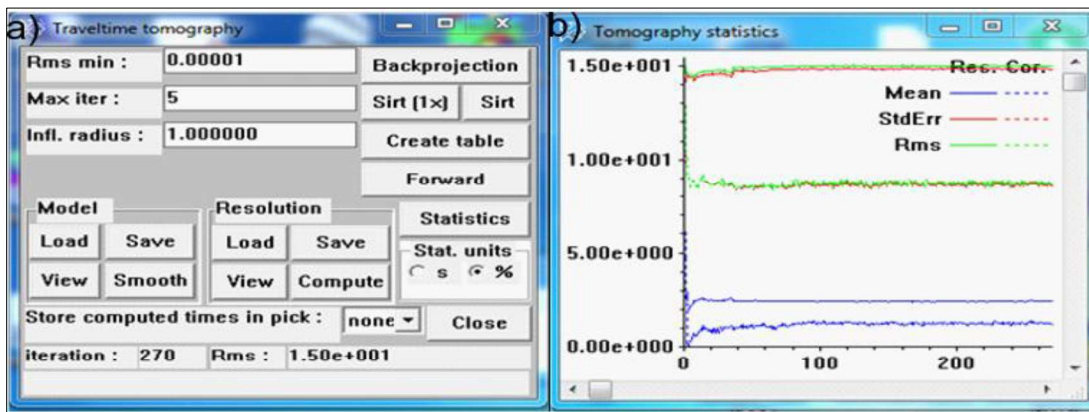 a) Traveltime tomography
Rms min : 0.00001 Backprojection
Max iter : 5 Sirt (1x) Sirt
Infl. radius : 1.000000 Create table
Forward
Model Resolution Statistics
Load Save Load Save Stat. units
View Smooth View Compute s %
Store computed times in pick : none Close
iteration : 270 Rms : 1.50e+001
b) Tomography statistics
1.50e+001 Res. Cor.
Mean
StdErr
1.00e+001 Rms
5.00e+000
0.00e+000
0 100 200